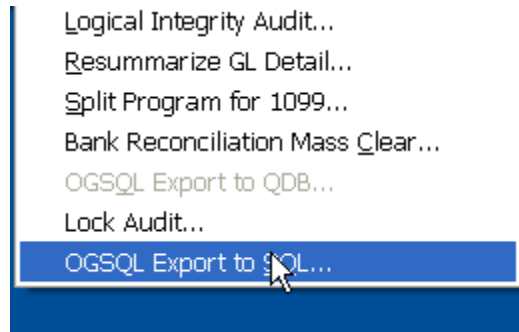 Logical Integrity Audit...
Resummarize GL Detail...
Split Program for 1099...
Bank Reconciliation Mass Clear...
OGSQL Export to QDB...
Lock Audit...
OGSQL Export to SQL...